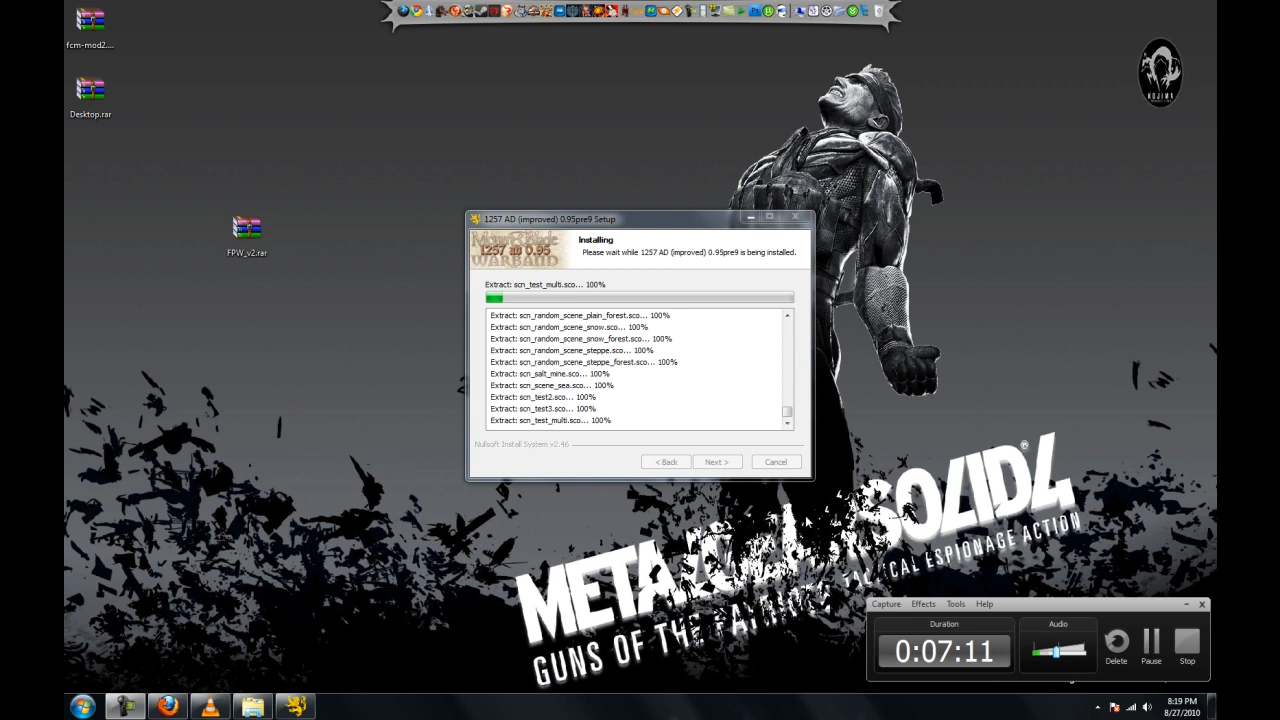 fcm-mod2....
Desktop.rar
FPW_v2.rar
KOJIMA
1257 AD (improved) 0.95pre9 Setup
Mount&Blade
1257 ad 0.95
WARBAND
Installing
Please wait while 1257 AD (improved) 0.95pre9 is being installed.
Extract: scn_test_multi.sco... 100%
Extract: scn_random_scene_plain_forest.sco... 100%
Extract: scn_random_scene_snow.sco... 100%
Extract: scn_random_scene_snow_forest.sco... 100%
Extract: scn_random_scene_steppe.sco... 100%
Extract: scn_random_scene_steppe_forest.sco... 100%
Extract: scn_salt_mine.sco... 100%
Extract: scn_scene_sea.sco... 100%
Extract: scn_test2.sco... 100%
Extract: scn_test3.sco... 100%
Extract: scn_test_multi.sco... 100%
Nullsoft Install System v2.46
< Back Next > Cancel
META SOLID4
GUNS OF THE ICAL ESPIONAGE ACTION
Capture Effects Tools Help
Duration Audio
0:07:11
Delete Pause Stop
8:19 PM
8/27/2010